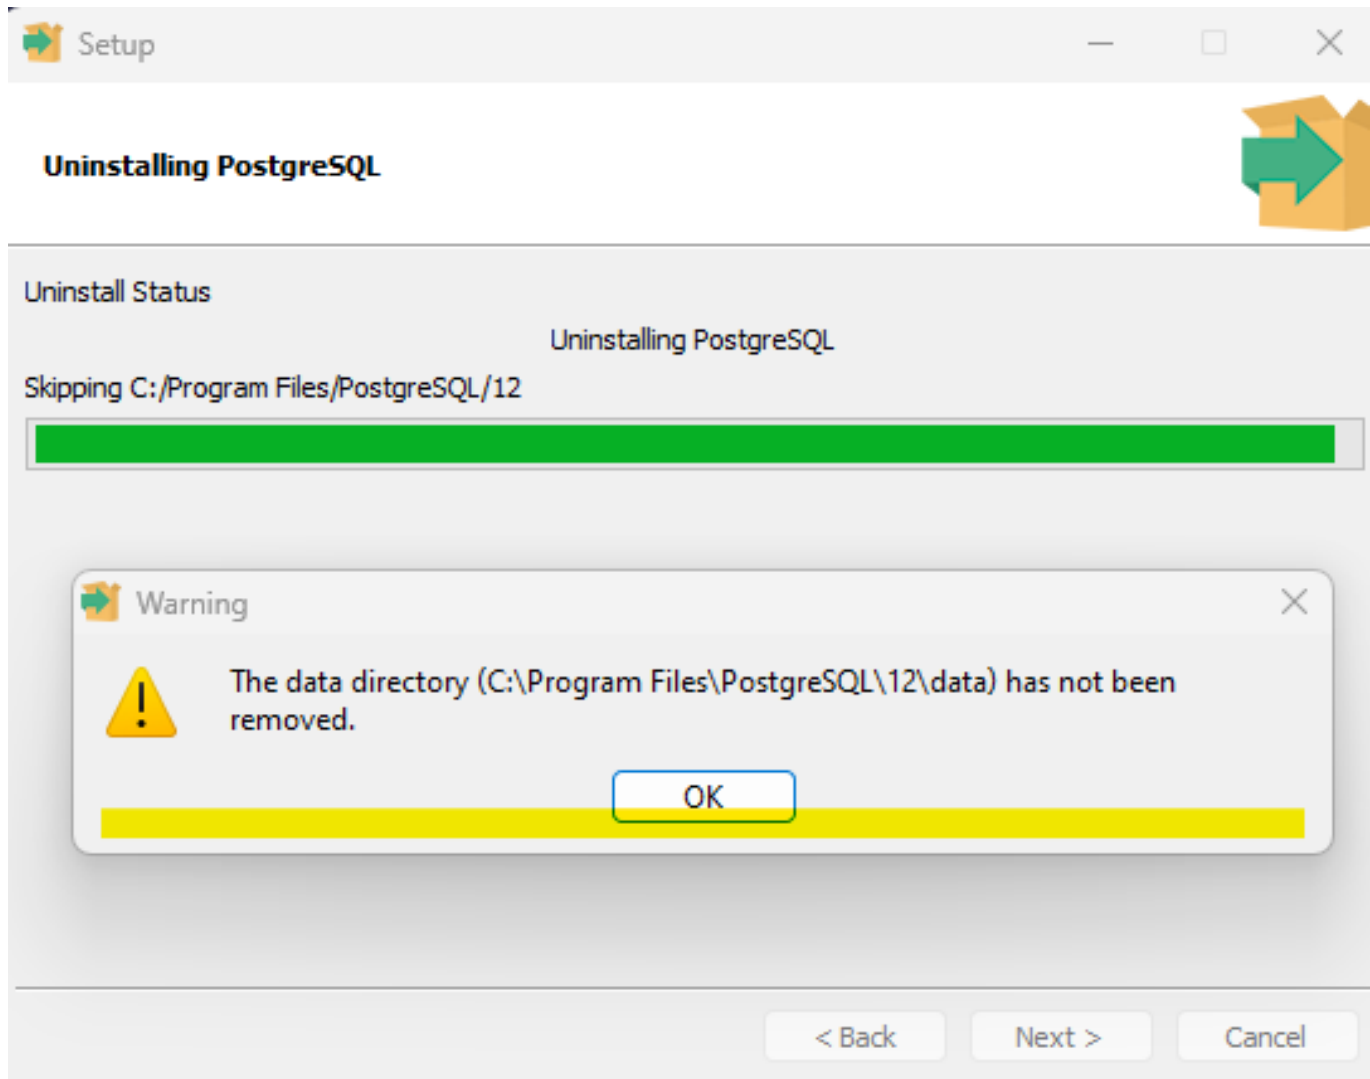 Setup
Uninstalling PostgreSQL
Uninstall Status
Uninstalling PostgreSQL
Skipping C:/Program Files/PostgreSQL/12
Warning
The data directory (C:\Program Files\PostgreSQL\12\data) has not been
removed.
OK
< Back
Next >
Cancel